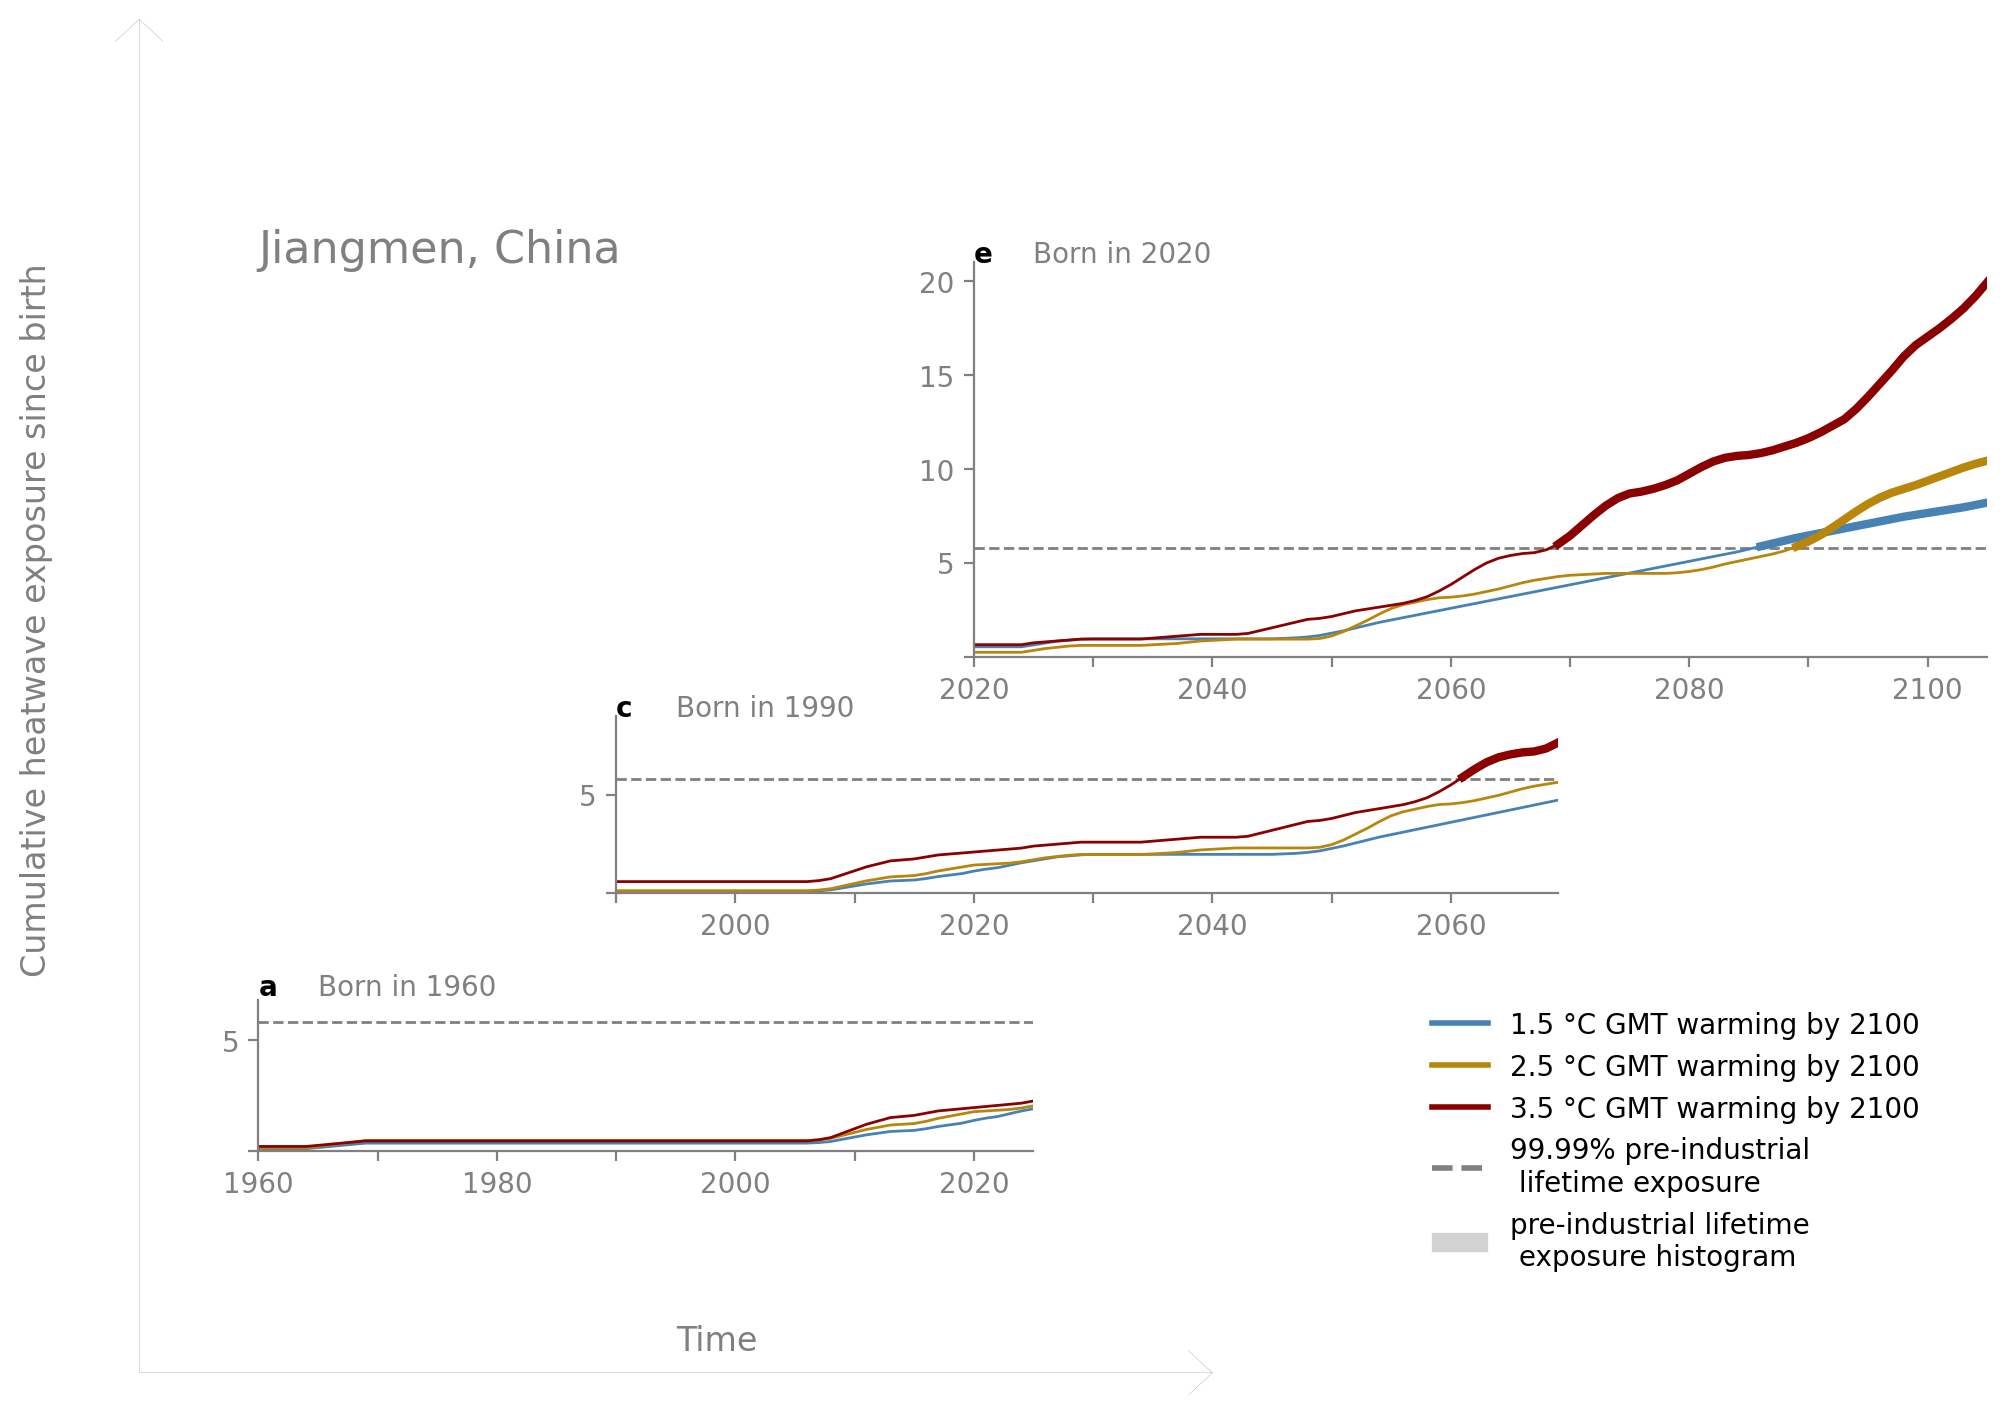 Cumulative heatwave exposure since birth
Jiangmen, China
e Born in 2020
20
15
10
5
2020 2040 2060 2080 2100
c Born in 1990
5
2000 2020 2040 2060
a Born in 1960
5
1960 1980 2000 2020
1.5 °C GMT warming by 2100
2.5 °C GMT warming by 2100
3.5 °C GMT warming by 2100
99.99% pre-industrial
lifetime exposure
pre-industrial lifetime
exposure histogram
Time